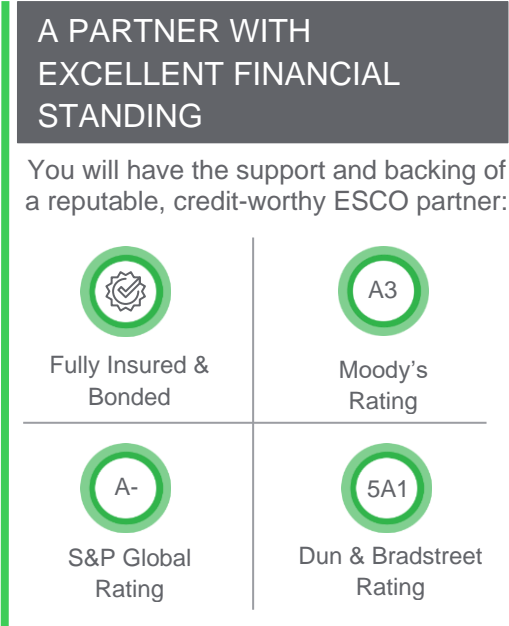 A PARTNER WITH
EXCELLENT FINANCIAL
STANDING
You will have the support and backing of
a reputable, credit-worthy ESCO partner:
Fully Insured &
Bonded
A3
Moody’s
Rating
A-
S&P Global
Rating
5A1
Dun & Bradstreet
Rating